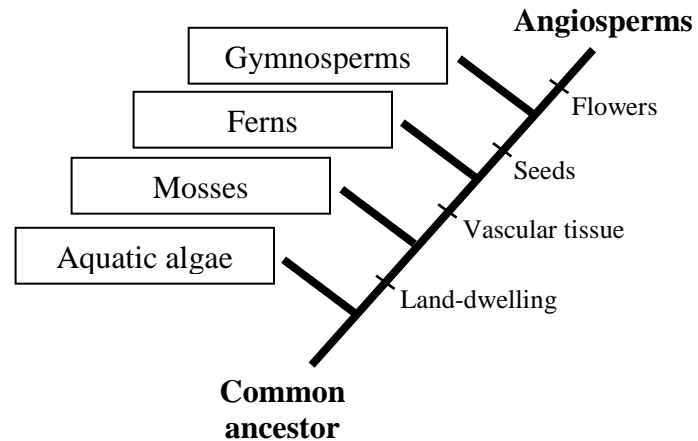 Angiosperms
Gymnosperms
Flowers
Ferns
Seeds
Mosses
Vascular tissue
Aquatic algae
Land-dwelling
Common
ancestor